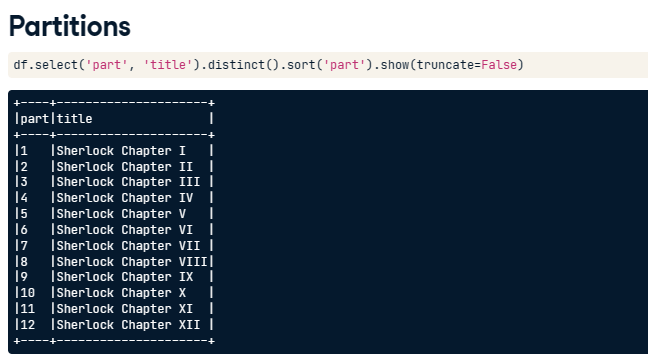 Partitions
df.select('part', 'title').distinct().sort('part').show(truncate=False)
+----+---------------------+
|part|title                |
+----+---------------------+
|1   |Sherlock Chapter I   |
|2   |Sherlock Chapter II  |
|3   |Sherlock Chapter III |
|4   |Sherlock Chapter IV  |
|5   |Sherlock Chapter V   |
|6   |Sherlock Chapter VI  |
|7   |Sherlock Chapter VII |
|8   |Sherlock Chapter VIII|
|9   |Sherlock Chapter IX  |
|10  |Sherlock Chapter X   |
|11  |Sherlock Chapter XI  |
|12  |Sherlock Chapter XII |
+----+---------------------+